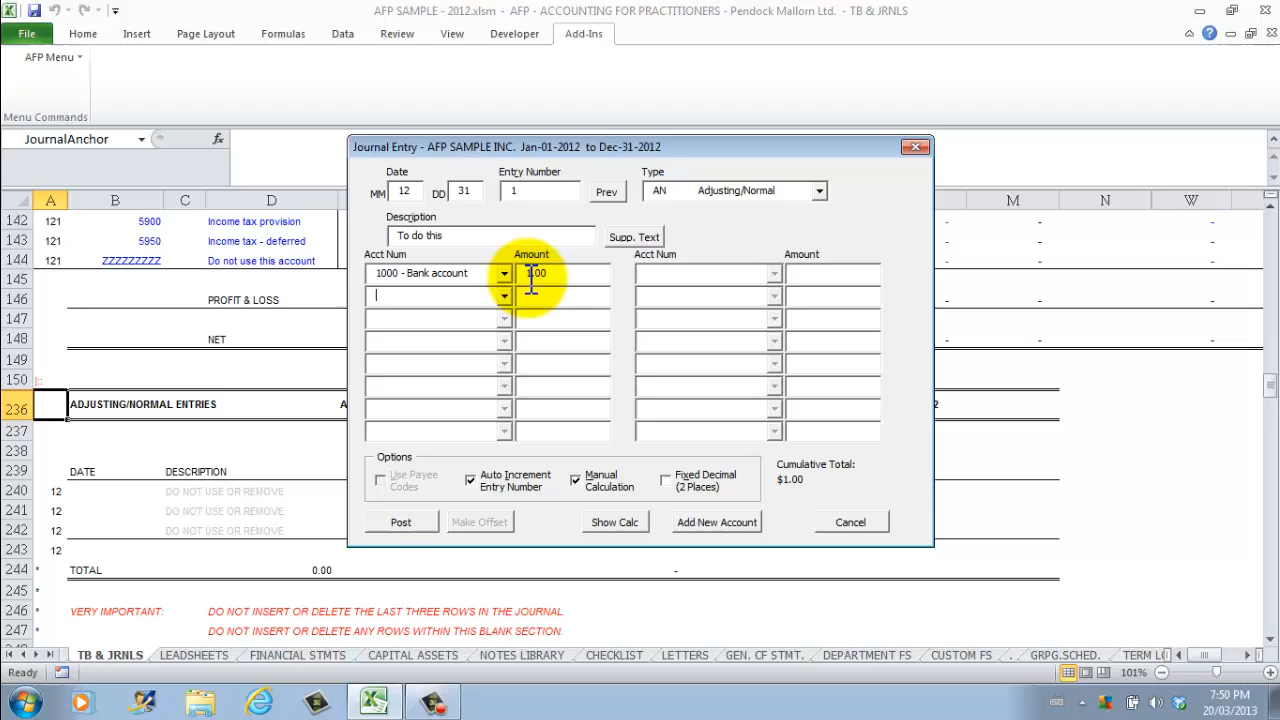 AFP SAMPLE - 2012.xlsm - AFP - ACCOUNTING FOR PRACTITIONERS - Pendock Mallorn Ltd. - TB & JRNLS
File Home Insert Page Layout Formulas Data Review View Developer Add-Ins
AFP Menu
Menu Commands
JournalAnchor fx
Journal Entry - AFP SAMPLE INC. Jan-01-2012 to Dec-31-2012
Date Entry Number Type
MM 12 DD 31 1 Prev AN Adjusting/Normal
Description
To do this Supp. Text
Acct Num Amount Acct Num Amount
1000 - Bank account 1.00
Options
Use Payee Codes
Auto Increment Entry Number
Manual Calculation
Fixed Decimal (2 Places)
Cumulative Total:
$1.00
Post Make Offset Show Calc Add New Account Cancel
A B C D M N W
142 121 5900 Income tax provision - - -
143 121 5950 Income tax - deferred - - -
144 121 ZZZZZZZZZ Do not use this account - - -
145
146 PROFIT & LOSS - - -
147
148 NET - - -
149
150
236 ADJUSTING/NORMAL ENTRIES A 2
237
238
239 DATE DESCRIPTION
240 12 DO NOT USE OR REMOVE
241 12 DO NOT USE OR REMOVE
242 12 DO NOT USE OR REMOVE
243 12
244 * TOTAL 0.00 -
245 *
246 * VERY IMPORTANT: DO NOT INSERT OR DELETE THE LAST THREE ROWS IN THE JOURNAL.
247 * DO NOT INSERT OR DELETE ANY ROWS WITHIN THIS BLANK SECTION.
TB & JRNLS LEADSHEETS FINANCIAL STMTS CAPITAL ASSETS NOTES LIBRARY CHECKLIST LETTERS GEN. CF STMT. DEPARTMENT FS CUSTOM FS . GRPG.SCHED. TERM LO
Ready 101%
7:50 PM
20/03/2013